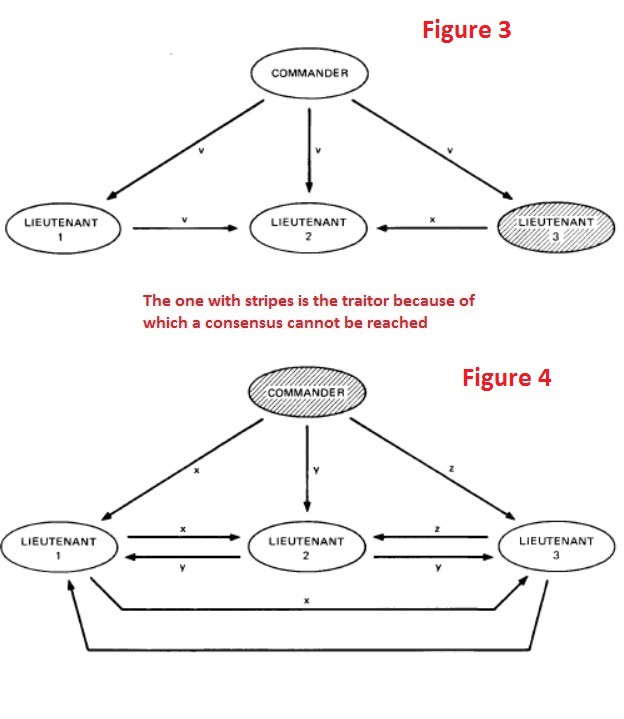 Figure 3
COMMANDER
v
v
v
LIEUTENANT
1
v
LIEUTENANT
2
x
LIEUTENANT
3
The one with stripes is the traitor because of
which a consensus cannot be reached
Figure 4
COMMANDER
x
y
z
LIEUTENANT
1
x
y
LIEUTENANT
2
z
y
LIEUTENANT
3
x